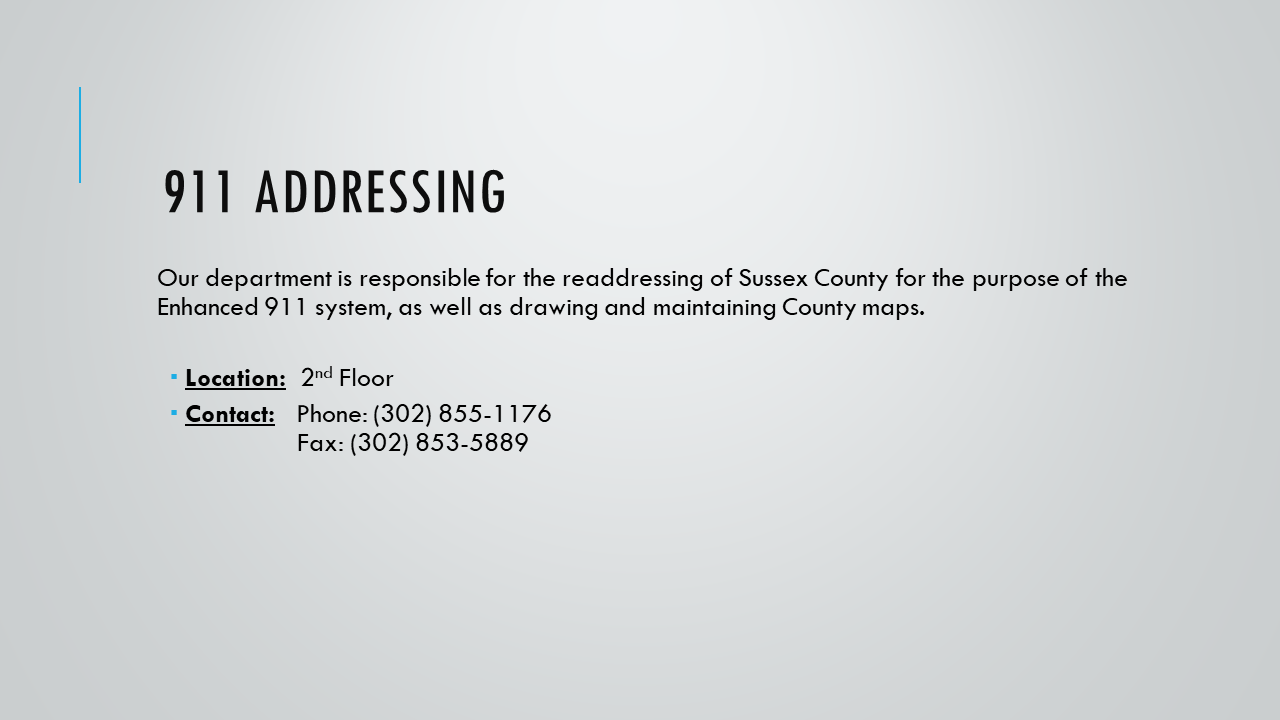 911 ADDRESSING
Our department is responsible for the readdressing of Sussex County for the purpose of the
Enhanced 911 system, as well as drawing and maintaining County maps.
▪ Location: 2nd Floor
▪ Contact: Phone: (302) 855-1176
Fax: (302) 853-5889